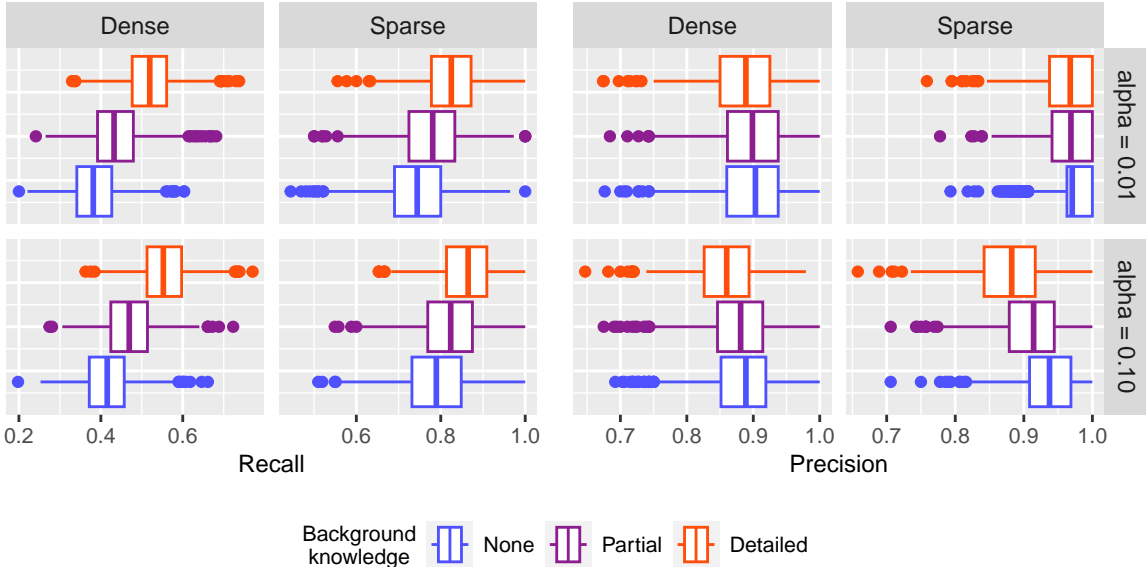 Dense
Sparse
Dense
Sparse
alpha = 0.01
alpha = 0.10
0.2 0.4 0.6
0.6 0.8 1.0
0.7 0.8 0.9 1.0
0.7 0.8 0.9 1.0
Recall
Precision
Background
knowledge
None
Partial
Detailed